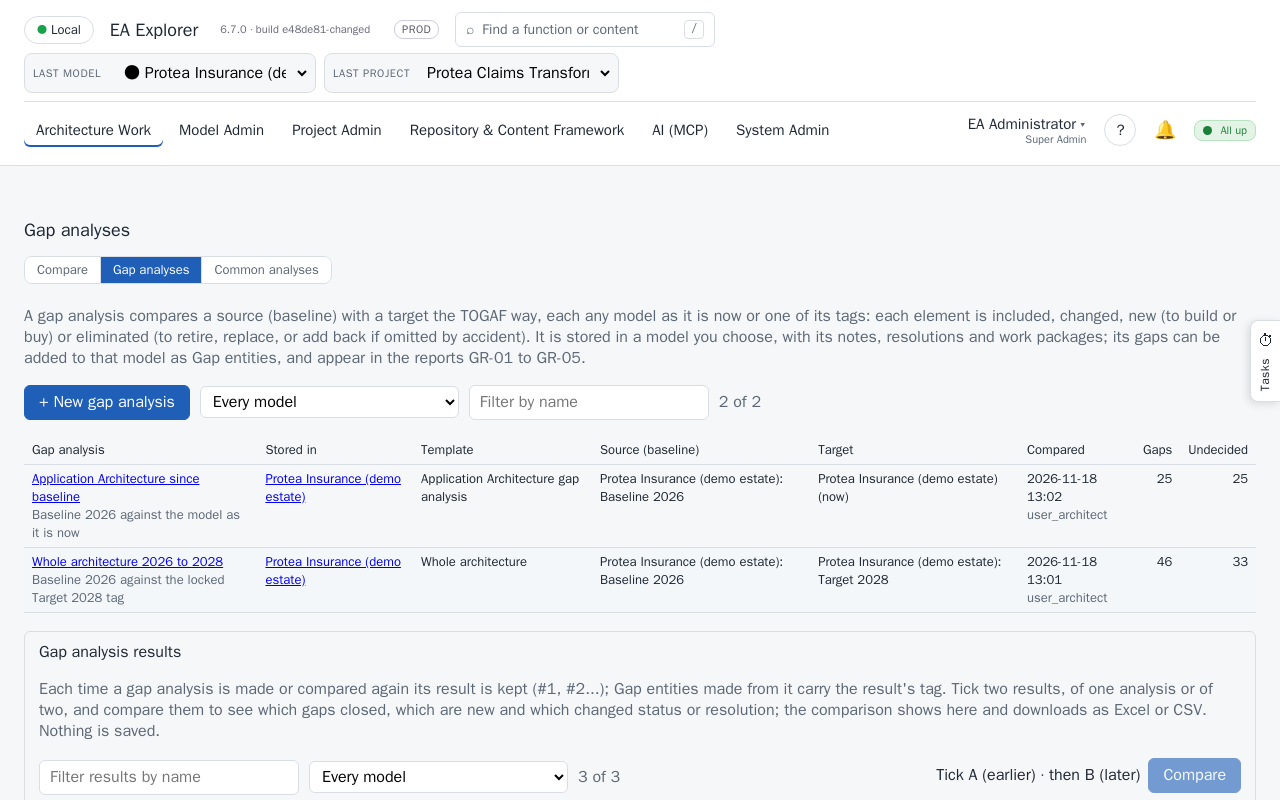 Local
EA Explorer
6.7.0 · build e48de81-changed
PROD
Find a function or content
/
LAST MODEL
Protea Insurance (de
LAST PROJECT
Protea Claims Transfor
Architecture Work
Model Admin
Project Admin
Repository & Content Framework
AI (MCP)
System Admin
EA Administrator
Super Admin
?
All up
Gap analyses
Compare
Gap analyses
Common analyses
A gap analysis compares a source (baseline) with a target the TOGAF way, each any model as it is now or one of its tags: each element is included, changed, new (to build or
buy) or eliminated (to retire, replace, or add back if omitted by accident). It is stored in a model you choose, with its notes, resolutions and work packages; its gaps can be
added to that model as Gap entities, and appear in the reports GR-01 to GR-05.
Tasks
+ New gap analysis
Every model
Filter by name
2 of 2
Gap analysis
Stored in
Template
Source (baseline)
Target
Compared
Gaps
Undecided
Application Architecture since
baseline
Baseline 2026 against the model as
it is now
Protea Insurance (demo
estate)
Application Architecture gap
analysis
Protea Insurance (demo estate):
Baseline 2026
Protea Insurance (demo estate)
(now)
2026-11-18
13:02
user_architect
25
25
Whole architecture 2026 to 2028
Baseline 2026 against the locked
Target 2028 tag
Protea Insurance (demo
estate)
Whole architecture
Protea Insurance (demo estate):
Baseline 2026
Protea Insurance (demo estate):
Target 2028
2026-11-18
13:01
user_architect
46
33
Gap analysis results
Each time a gap analysis is made or compared again its result is kept (#1, #2...); Gap entities made from it carry the result's tag. Tick two results, of one analysis or of
two, and compare them to see which gaps closed, which are new and which changed status or resolution; the comparison shows here and downloads as Excel or CSV.
Nothing is saved.
Filter results by name
Every model
3 of 3
Tick A (earlier) · then B (later)
Compare